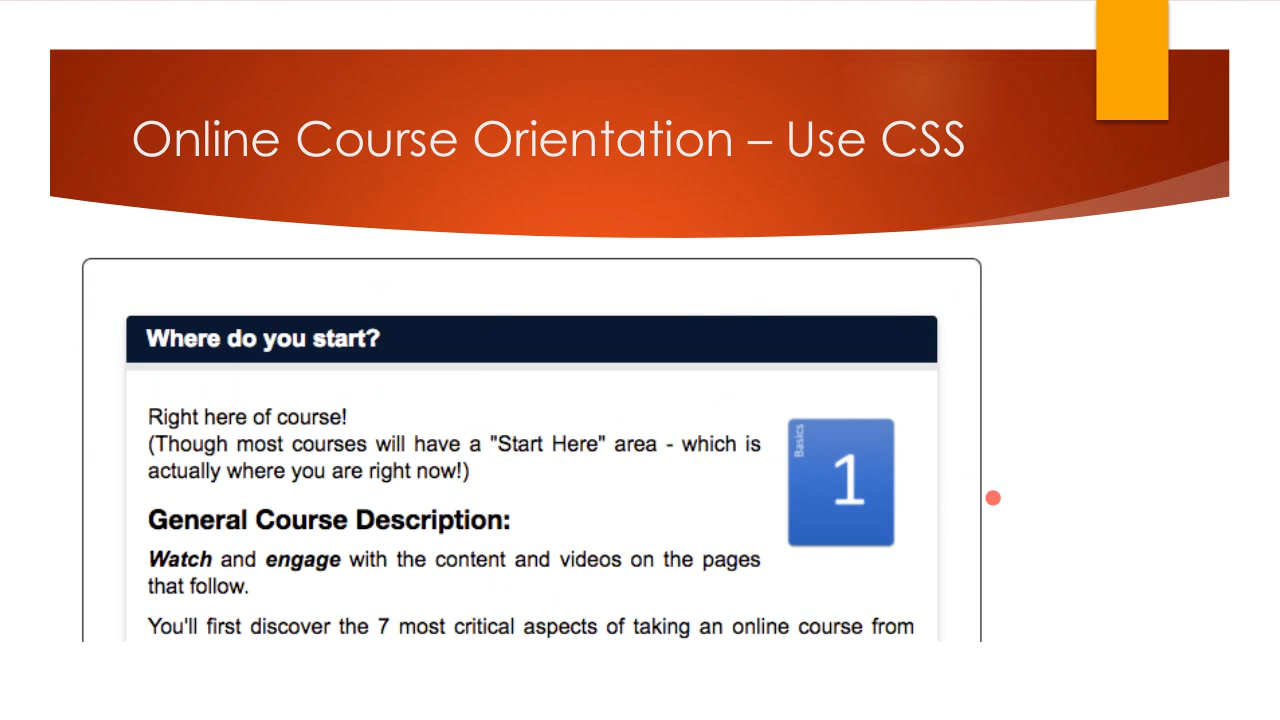 Online Course Orientation – Use CSS
Where do you start?
Right here of course!
(Though most courses will have a "Start Here" area - which is
actually where you are right now!)
Basics
1
General Course Description:
Watch and engage with the content and videos on the pages
that follow.
You'll first discover the 7 most critical aspects of taking an online course from